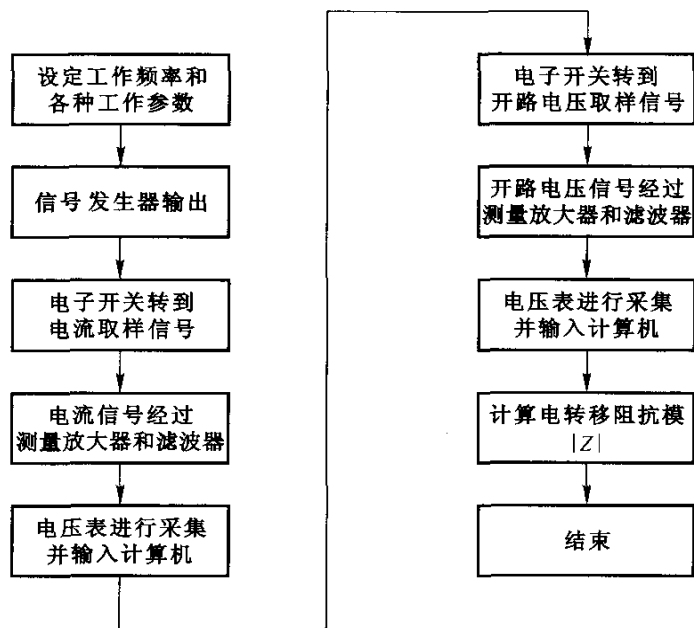 设定工作频率和
各种工作参数
信号发生器输出
电子开关转到
电流取样信号
电流信号经过
测量放大器和滤波器
电压表进行采集
并输入计算机
电子开关转到
开路电压取样信号
开路电压信号经过
测量放大器和滤波器
电压表进行采集
并输入计算机
计算电转移阻抗模
|Z|
结束